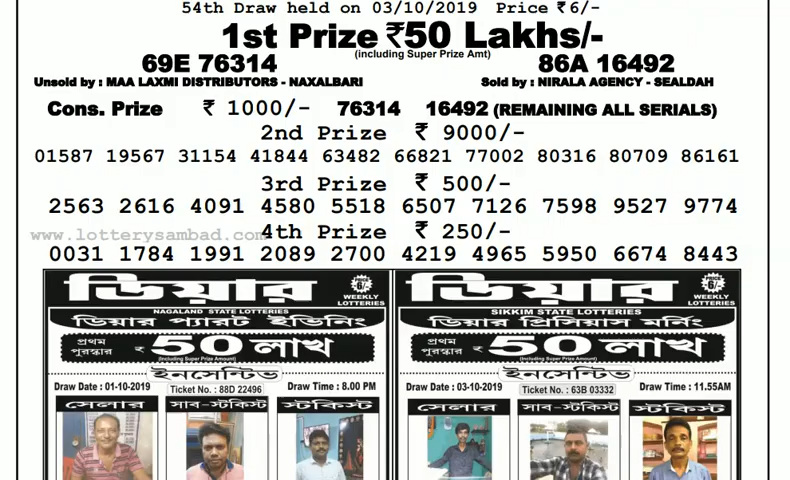 54th Draw held on 03/10/2019 Price ₹6/-
1st Prize ₹50 Lakhs/-
(including Super Prize Amt)
69E 76314 86A 16492
Unsold by : MAA LAXMI DISTRIBUTORS - NAXALBARI Sold by : NIRALA AGENCY - SEALDAH
Cons. Prize ₹ 1000/- 76314 16492 (REMAINING ALL SERIALS)
2nd Prize ₹ 9000/-
01587 19567 31154 41844 63482 66821 77002 80316 80709 86161
3rd Prize ₹ 500/-
2563 2616 4091 4580 5518 6507 7126 7598 9527 9774
www.lotterysambad.com
4th Prize ₹ 250/-
0031 1784 1991 2089 2700 4219 4965 5950 6674 8443
ডিয়ার 6/- WEEKLY LOTTERIES
NAGALAND STATE LOTTERIES
ডিয়ার প্যারট ইভিনিং
প্রথম পুরস্কার ₹ 50 লাখ
(Including Super Prize Amount)
ইনসেন্টিভ
Draw Date : 01-10-2019 Ticket No. : 88D 22496 Draw Time : 8.00 PM
সেলার সাব-স্টকিস্ট স্টকিস্ট
ডিয়ার 6/- WEEKLY LOTTERIES
SIKKIM STATE LOTTERIES
ডিয়ার প্রিসিয়াস মর্নিং
প্রথম পুরস্কার ₹ 50 লাখ
(Including Super Prize Amount)
ইনসেন্টিভ
Draw Date : 03-10-2019 Ticket No. : 63B 03332 Draw Time : 11.55AM
সেলার সাব-স্টকিস্ট স্টকিস্ট